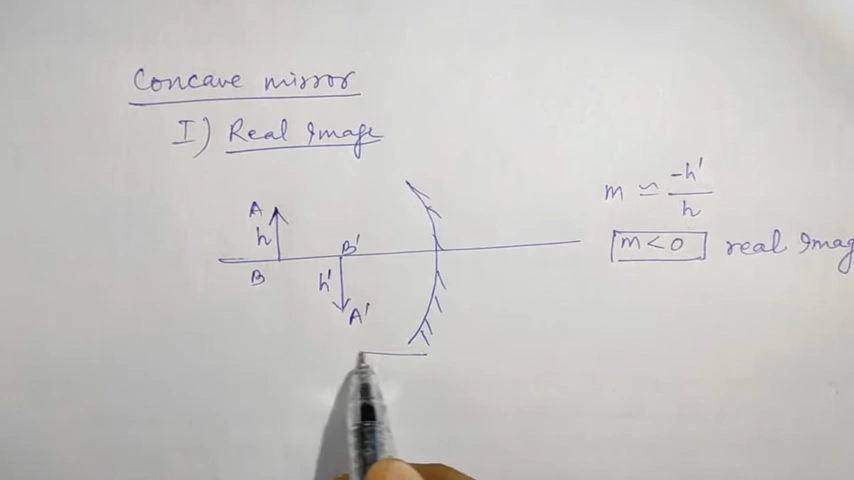 Concave mirror
I) Real Image
A
h
B
B'
h'
A'
m ≃ -h'/h
m<0 real Imag